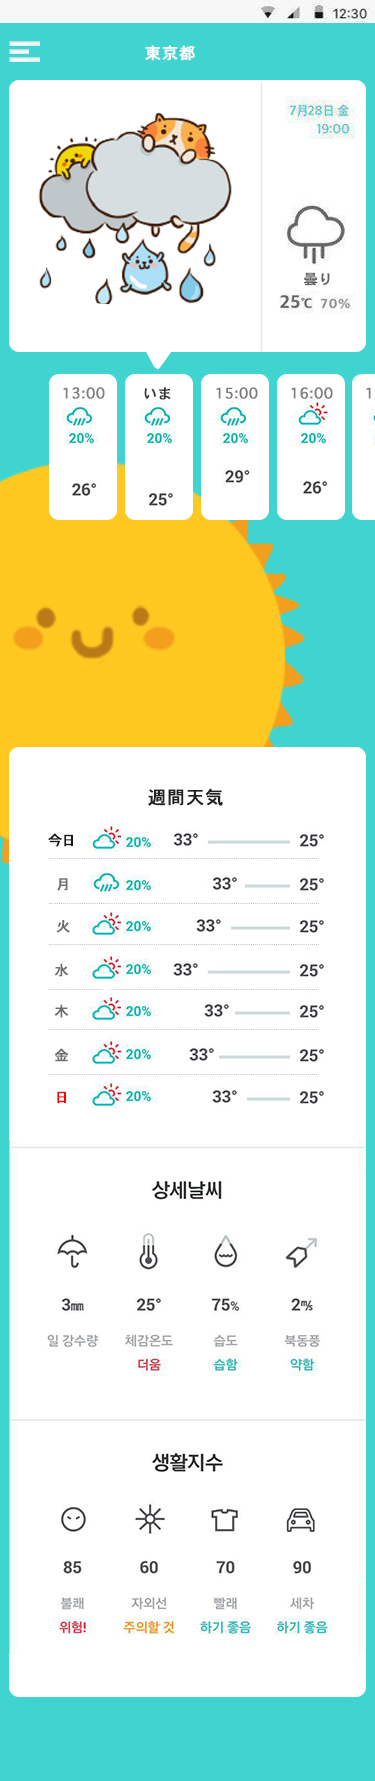 12:30
東京都
7月28日 金
19:00
曇り
25℃ 70%
13:00 いま 15:00 16:00 1
20% 20% 20% 20%
26° 25° 29° 26°
週間天気
今日 20% 33° 25°
月 20% 33° 25°
火 20% 33° 25°
水 20% 33° 25°
木 20% 33° 25°
金 20% 33° 25°
日 20% 33° 25°
상세날씨
3mm 25° 75% 2m/s
일 강수량 체감온도 습도 북동풍
더움 습함 약함
생활지수
85 60 70 90
불쾌 자외선 빨래 세차
위험! 주의할 것 하기 좋음 하기 좋음